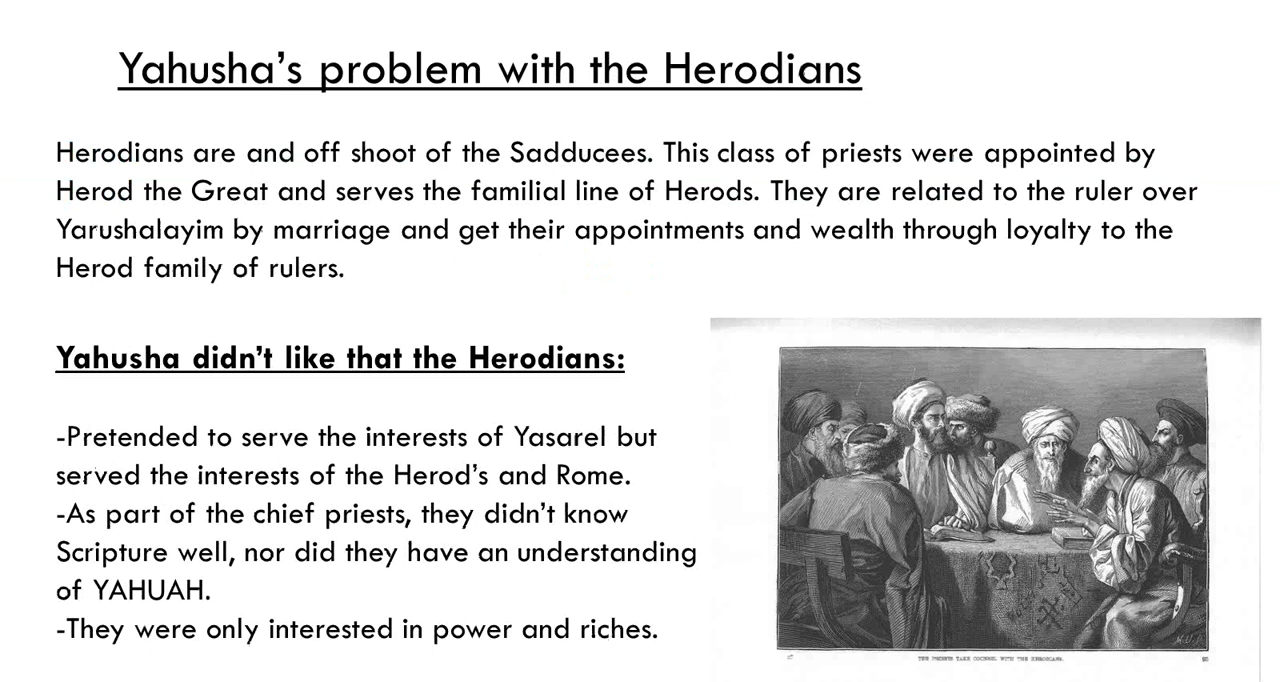 Yahusha's problem with the Herodians
Herodians are and off shoot of the Sadducees. This class of priests were appointed by
Herod the Great and serves the familial line of Herods. They are related to the ruler over
Yarushalayim by marriage and get their appointments and wealth through loyalty to the
Herod family of rulers.
Yahusha didn't like that the Herodians:
-Pretended to serve the interests of Yasarel but
served the interests of the Herod's and Rome.
-As part of the chief priests, they didn't know
Scripture well, nor did they have an understanding
of YAHUAH.
-They were only interested in power and riches.
THE PRIESTS TAKE COUNSEL WITH THE HERODIANS.